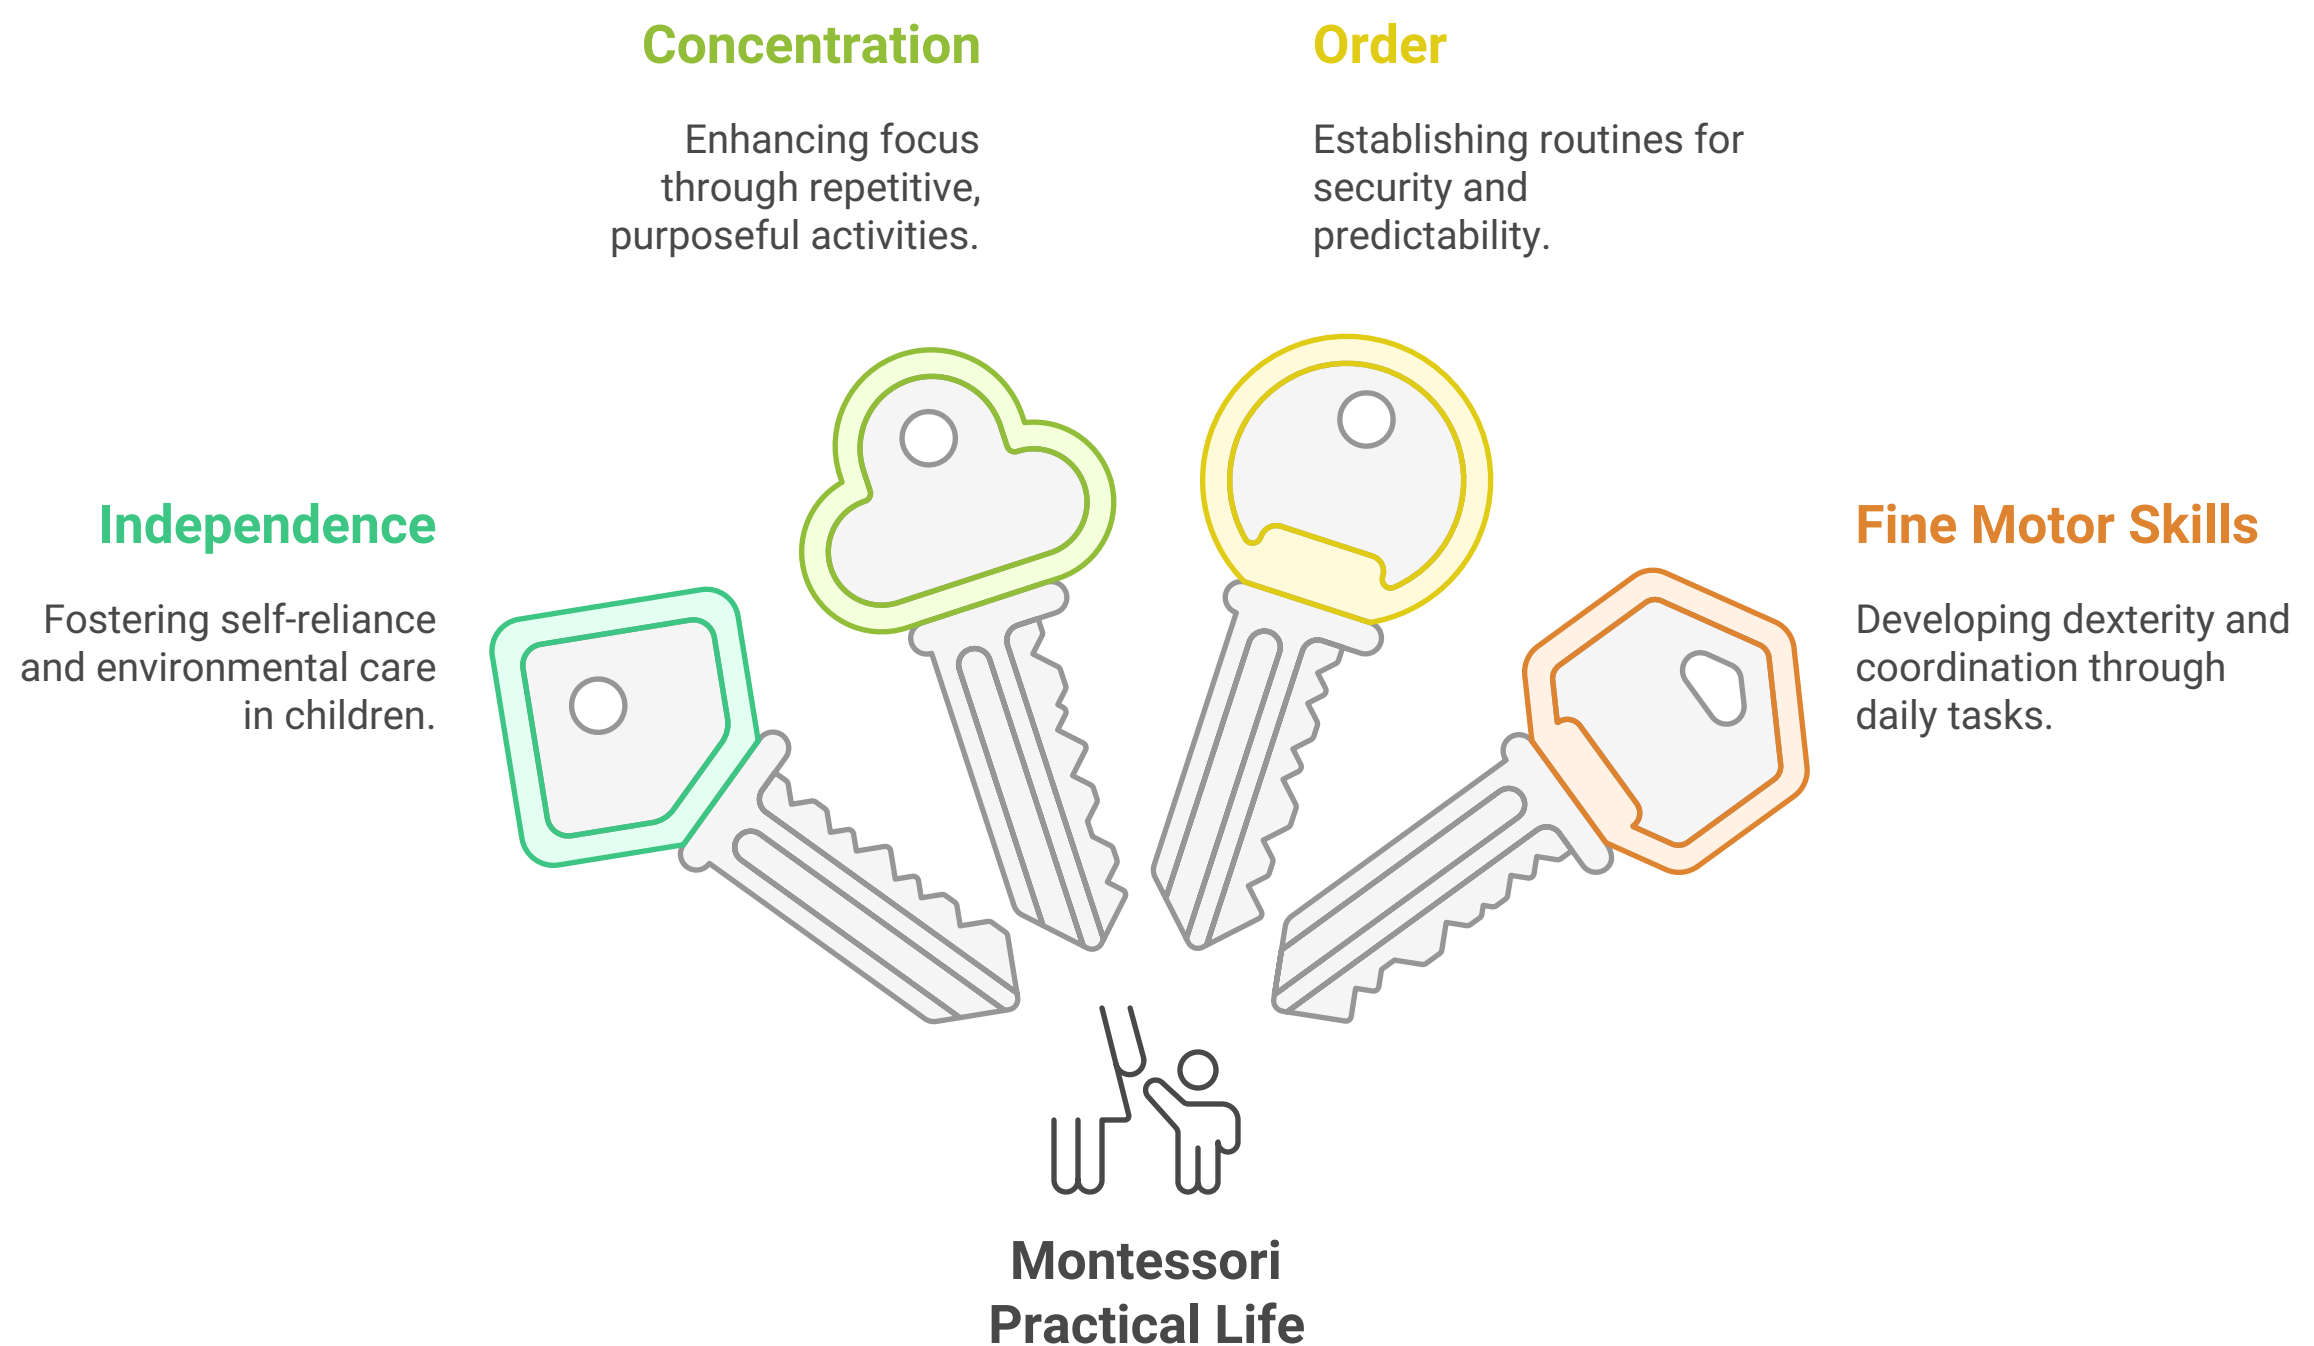 Concentration
Enhancing focus
through repetitive,
purposeful activities.
Order
Establishing routines for
security and
predictability.
Independence
Fostering self-reliance
and environmental care
in children.
Fine Motor Skills
Developing dexterity and
coordination through
daily tasks.
Montessori
Practical Life